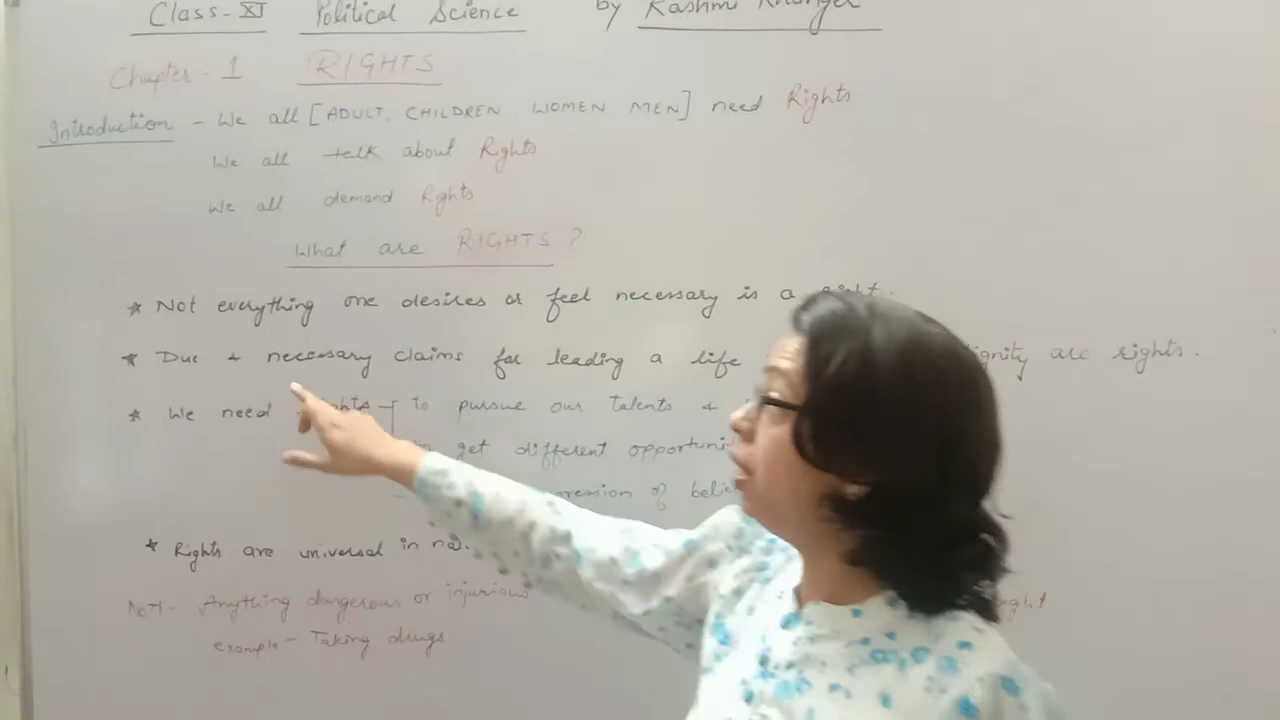 Class-XI Political Science by
Chapter-1 RIGHTS
Introduction - We all [ADULT, CHILDREN, WOMEN MEN] need Rights
We all talk about Rights
We all demand Rights
What are RIGHTS?
* Not everything one desires or feel necessary is a
* Due & necessary claims for leading a life are rights.
* We need to pursue our talents &
get different
of
* Rights are universal in
Anything dangerous or injurious
example- Taking drugs